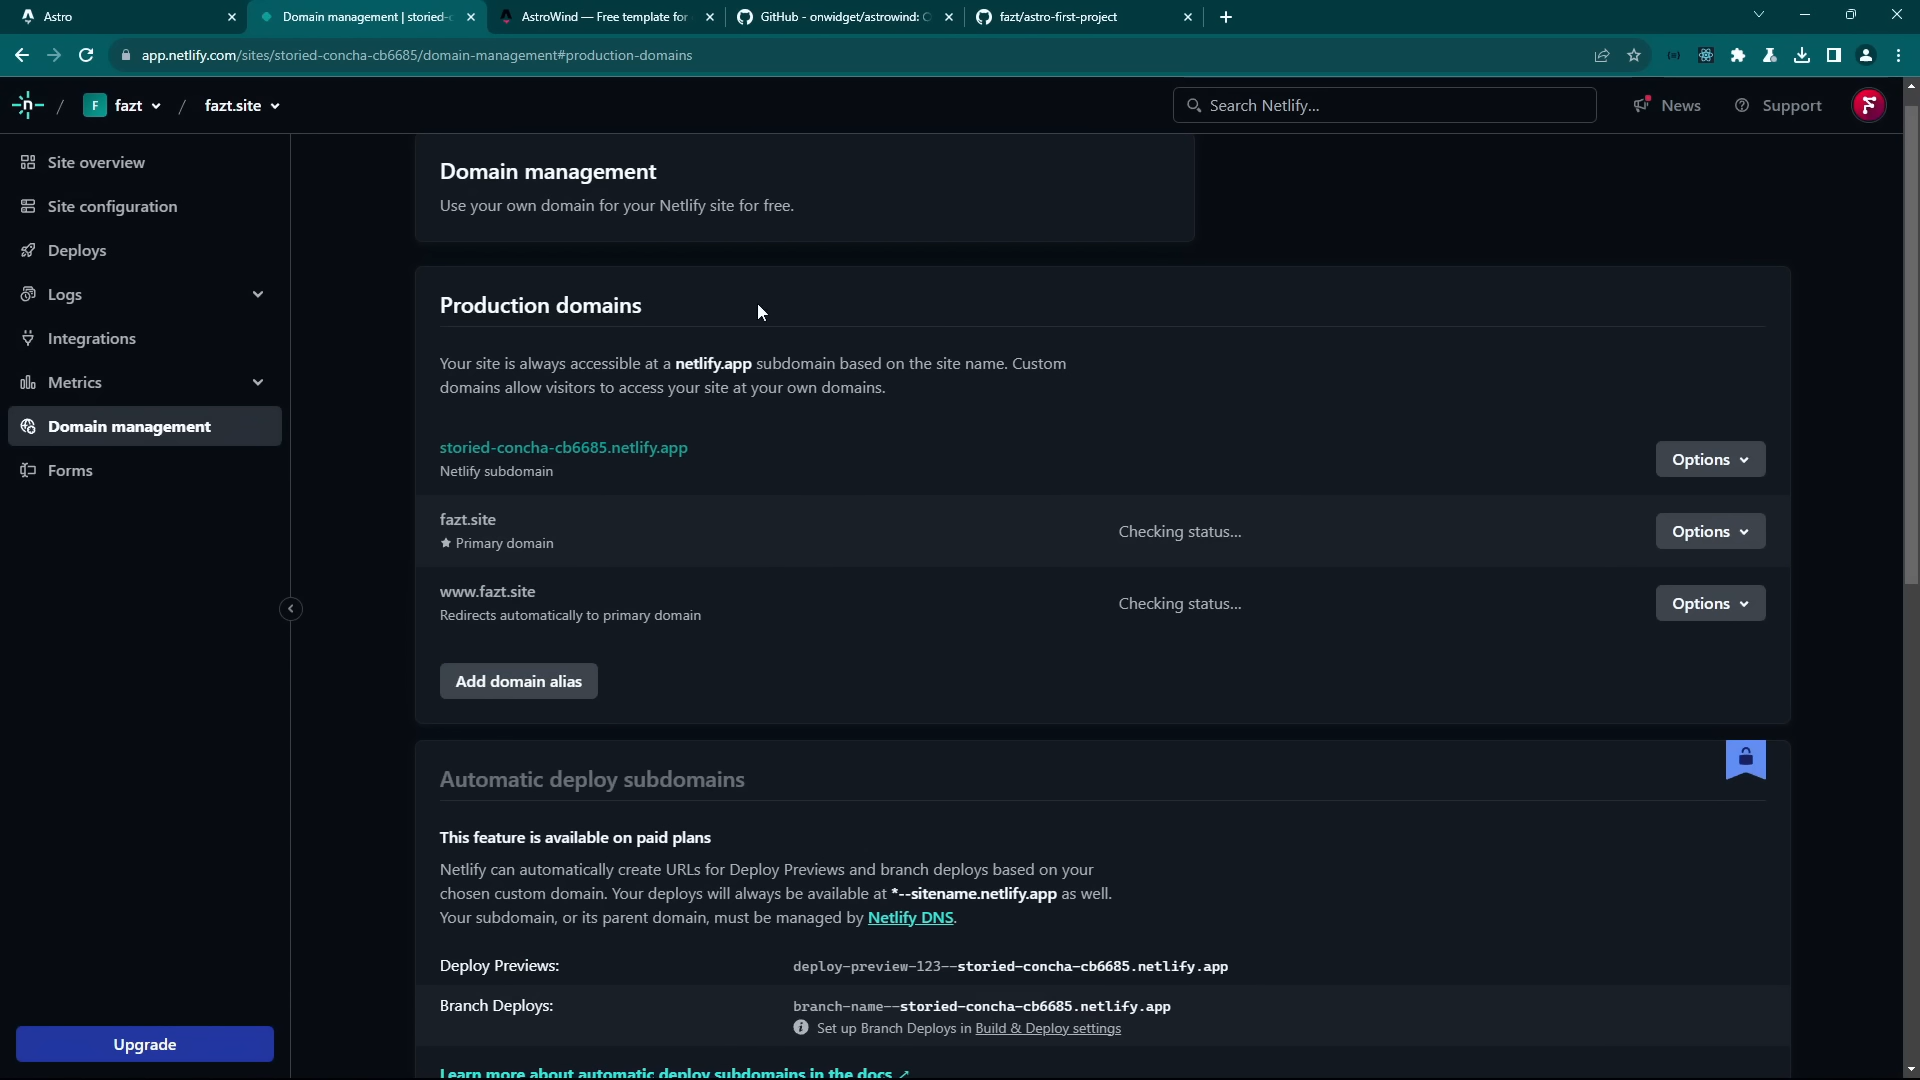 Astro
Domain management | storied-c
AstroWind — Free template for
GitHub - onwidget/astrowind:
fazt/astro-first-project
app.netlify.com/sites/storied-concha-cb6685/domain-management#production-domains
F fazt / fazt.site
Search Netlify...
News
Support
Site overview
Site configuration
Deploys
Logs
Integrations
Metrics
Domain management
Forms
Upgrade
Domain management
Use your own domain for your Netlify site for free.
Production domains
Your site is always accessible at a netlify.app subdomain based on the site name. Custom
domains allow visitors to access your site at your own domains.
storied-concha-cb6685.netlify.app
Netlify subdomain
Options
fazt.site
★ Primary domain
Checking status...
Options
www.fazt.site
Redirects automatically to primary domain
Checking status...
Options
Add domain alias
Automatic deploy subdomains
This feature is available on paid plans
Netlify can automatically create URLs for Deploy Previews and branch deploys based on your
chosen custom domain. Your deploys will always be available at *--sitename.netlify.app as well.
Your subdomain, or its parent domain, must be managed by Netlify DNS.
Deploy Previews:
deploy-preview-123--storied-concha-cb6685.netlify.app
Branch Deploys:
branch-name--storied-concha-cb6685.netlify.app
Set up Branch Deploys in Build & Deploy settings
Learn more about automatic deploy subdomains in the docs ↗